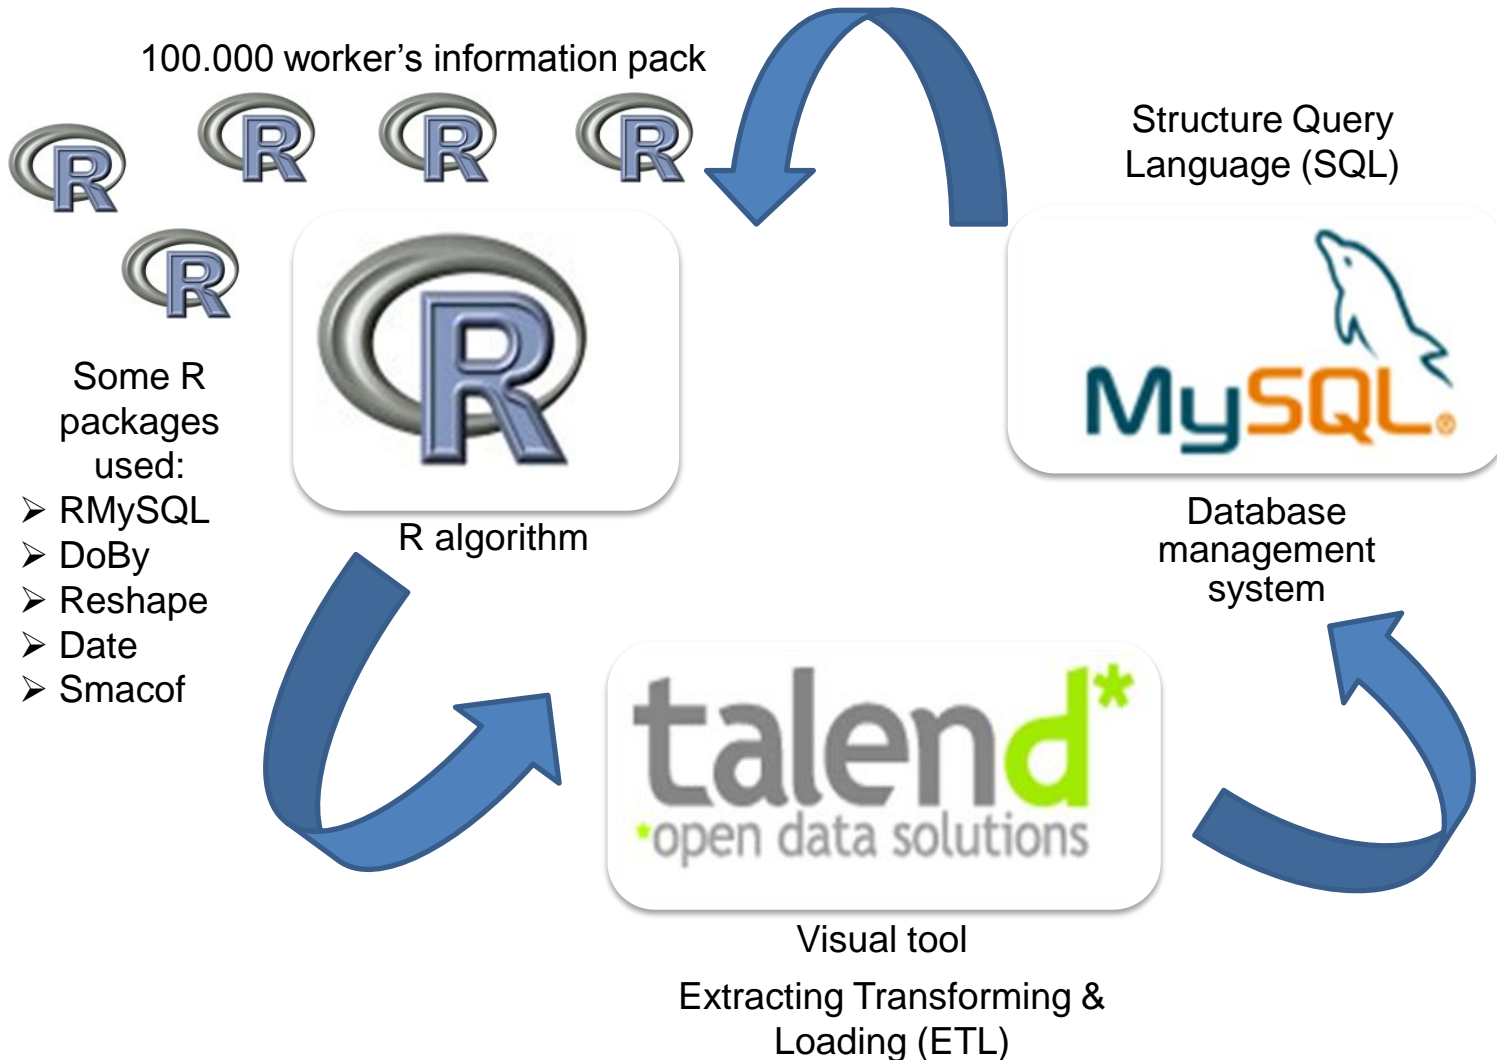 100.000 worker’s information pack
R
R
R
R
R
R
Some R
packages
used:
➢ RMySQL
➢ DoBy
➢ Reshape
➢ Date
➢ Smacof
R algorithm
Structure Query
Language (SQL)
MySQL®
Database
management
system
talend*
*open data solutions
Visual tool
Extracting Transforming &
Loading (ETL)